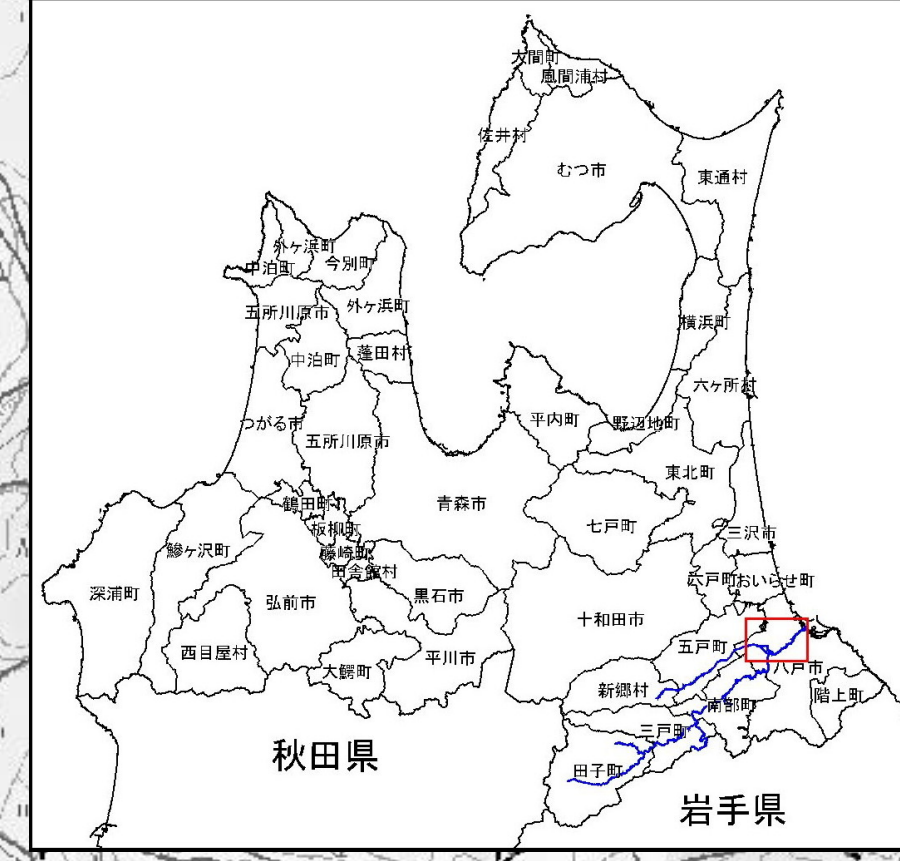 大間町
風間浦村
佐井村
むつ市
東通村
外ヶ浜町
今別町
中泊町
五所川原市
外ヶ浜町
横浜町
蓬田村
中泊町
六ヶ所村
つがる市
五所川原市
平内町
野辺地町
東北町
青森市
鶴田町
七戸町
板柳町
三沢市
鰺ヶ沢町
藤崎町
田舎館村
六戸町
おいらせ町
深浦町
弘前市
黒石市
十和田市
西目屋村
平川市
五戸町
大鰐町
八戸市
新郷村
階上町
南部町
三戸町
秋田県
田子町
岩手県